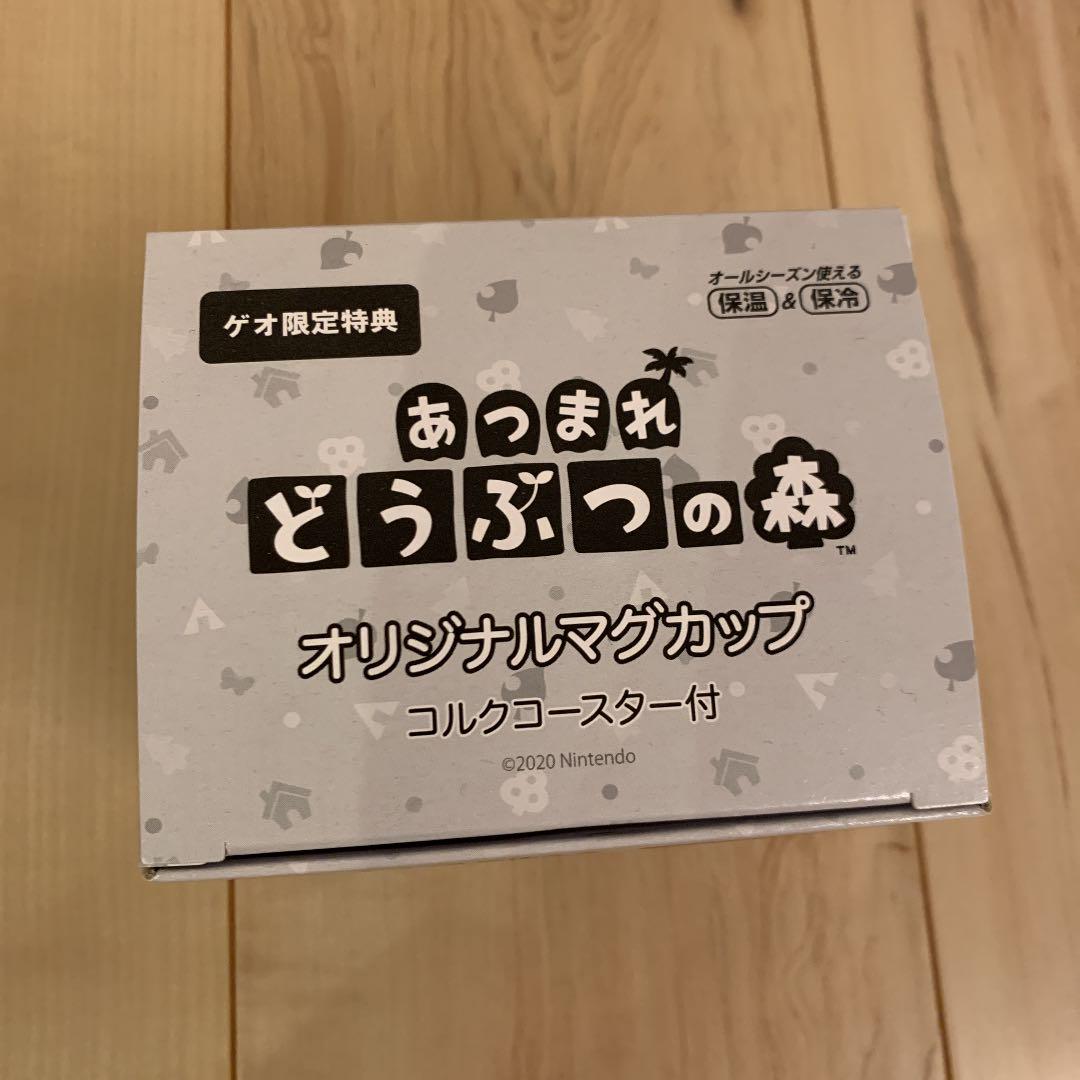 ゲオ限定特典
オールシーズン使える
保温&保冷
あつまれ
どうぶつの森
TM
オリジナルマグカップ
コルクコースター付
©2020 Nintendo